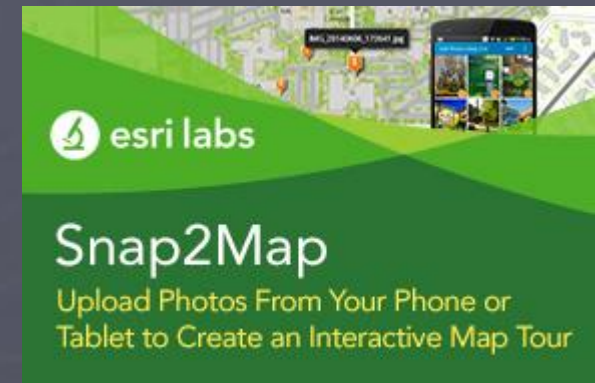 esri labs
Snap2Map
Upload Photos From Your Phone or
Tablet to Create an Interactive Map Tour